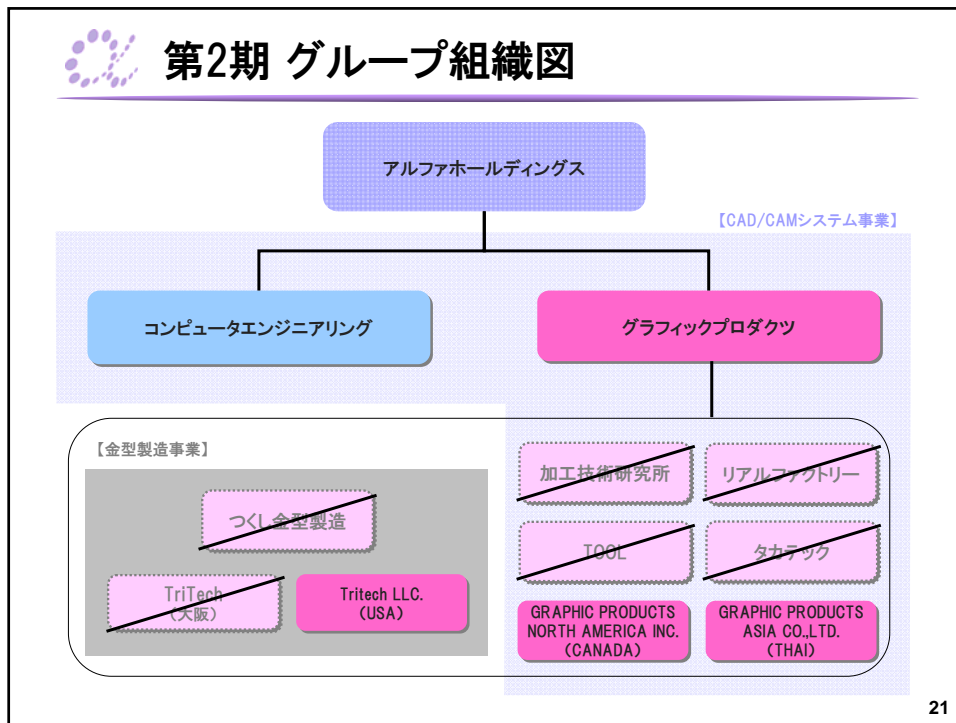 第2期 グループ組織図
アルファホールディングス
【CAD/CAMシステム事業】
コンピュータエンジニアリング
グラフィックプロダクツ
【金型製造事業】
つくし金型製造
TriTech
(大阪)
Tritech LLC.
(USA)
加工技術研究所
リアルファクトリー
TOOL
タカテック
GRAPHIC PRODUCTS
NORTH AMERICA INC.
(CANADA)
GRAPHIC PRODUCTS
ASIA CO.,LTD.
(THAI)
21